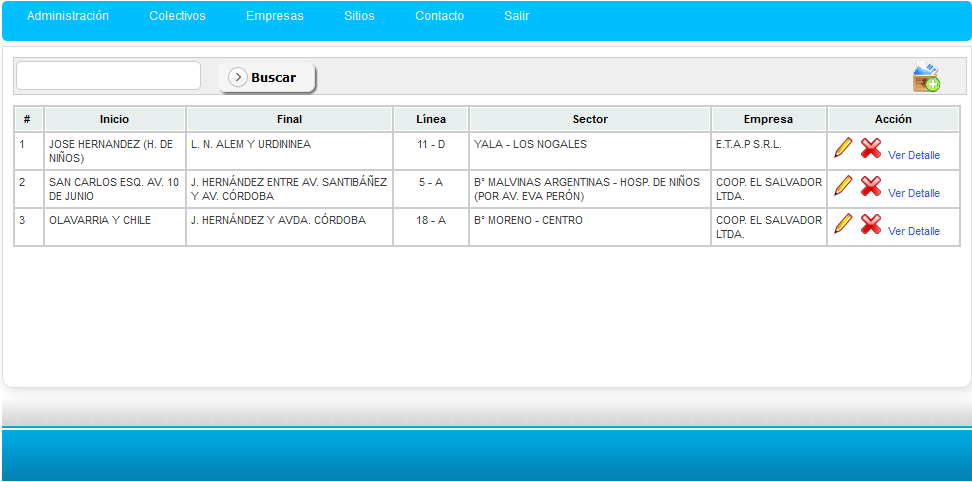 Administración Colectivos Empresas Sitios Contacto Salir
Buscar
# Inicio Final Línea Sector Empresa Acción
1 JOSE HERNANDEZ (H. DE NIÑOS) L. N. ALEM Y URDININEA 11 - D YALA - LOS NOGALES E.T.A.P S.R.L. Ver Detalle
2 SAN CARLOS ESQ. AV. 10 DE JUNIO J. HERNÁNDEZ ENTRE AV. SANTIBÁÑEZ Y AV. CÓRDOBA 5 - A B° MALVINAS ARGENTINAS - HOSP. DE NIÑOS (POR AV. EVA PERÓN) COOP. EL SALVADOR LTDA. Ver Detalle
3 OLAVARRIA Y CHILE J. HERNÁNDEZ Y AVDA. CÓRDOBA 18 - A B° MORENO - CENTRO COOP. EL SALVADOR LTDA. Ver Detalle